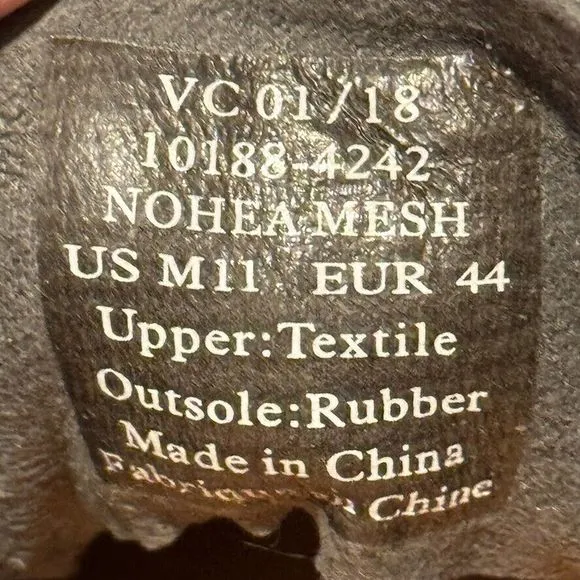 VC 01/18
10188-4242
NOHEA MESH
US M11 EUR 44
Upper:Textile
Outsole:Rubber
Made in China
Chine